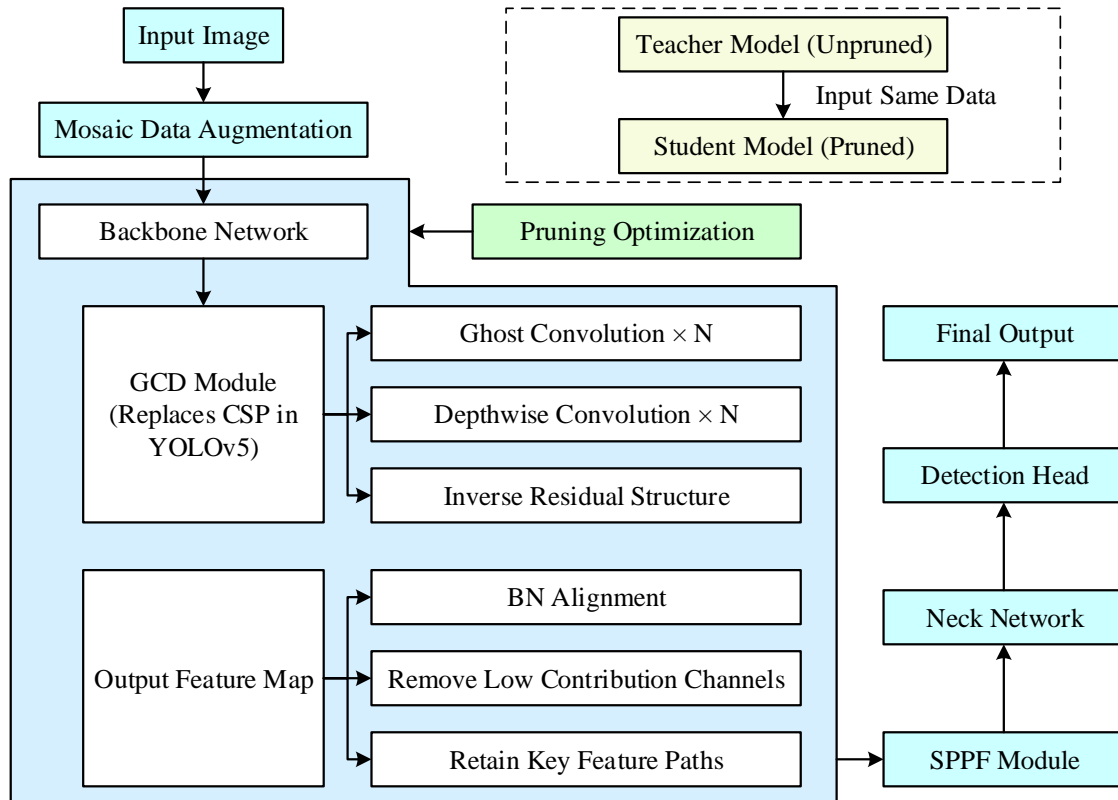 Input Image
Mosaic Data Augmentation
Teacher Model (Unpruned)
Input Same Data
Student Model (Pruned)
Backbone Network
Pruning Optimization
GCD Module
(Replaces CSP in
YOLOv5)
Ghost Convolution × N
Depthwise Convolution × N
Inverse Residual Structure
Output Feature Map
BN Alignment
Remove Low Contribution Channels
Retain Key Feature Paths
Final Output
Detection Head
Neck Network
SPPF Module